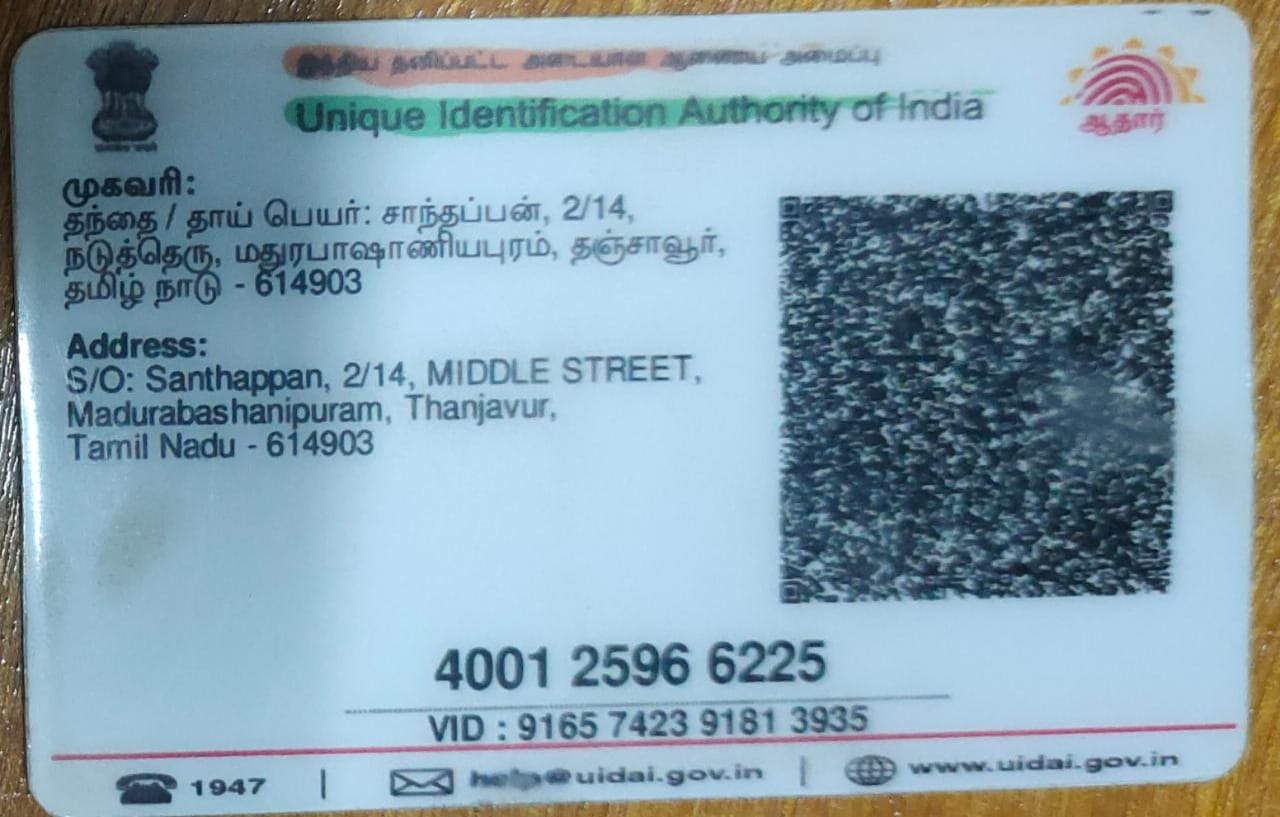 இந்திய தனிப்பட்ட அடையாள ஆணைய அமைப்பு
Unique Identification Authority of India
ஆதார்
முகவரி:
தந்தை / தாய் பெயர்: சாந்தப்பன், 2/14,
நடுத்தெரு, மதுரபாஷாணியபுரம், தஞ்சாவூர்,
தமிழ் நாடு - 614903
Address:
S/O: Santhappan, 2/14, MIDDLE STREET,
Madurabashanipuram, Thanjavur,
Tamil Nadu - 614903
4001 2596 6225
VID : 9165 7423 9181 3935
1947 | help@uidai.gov.in | www.uidai.gov.in